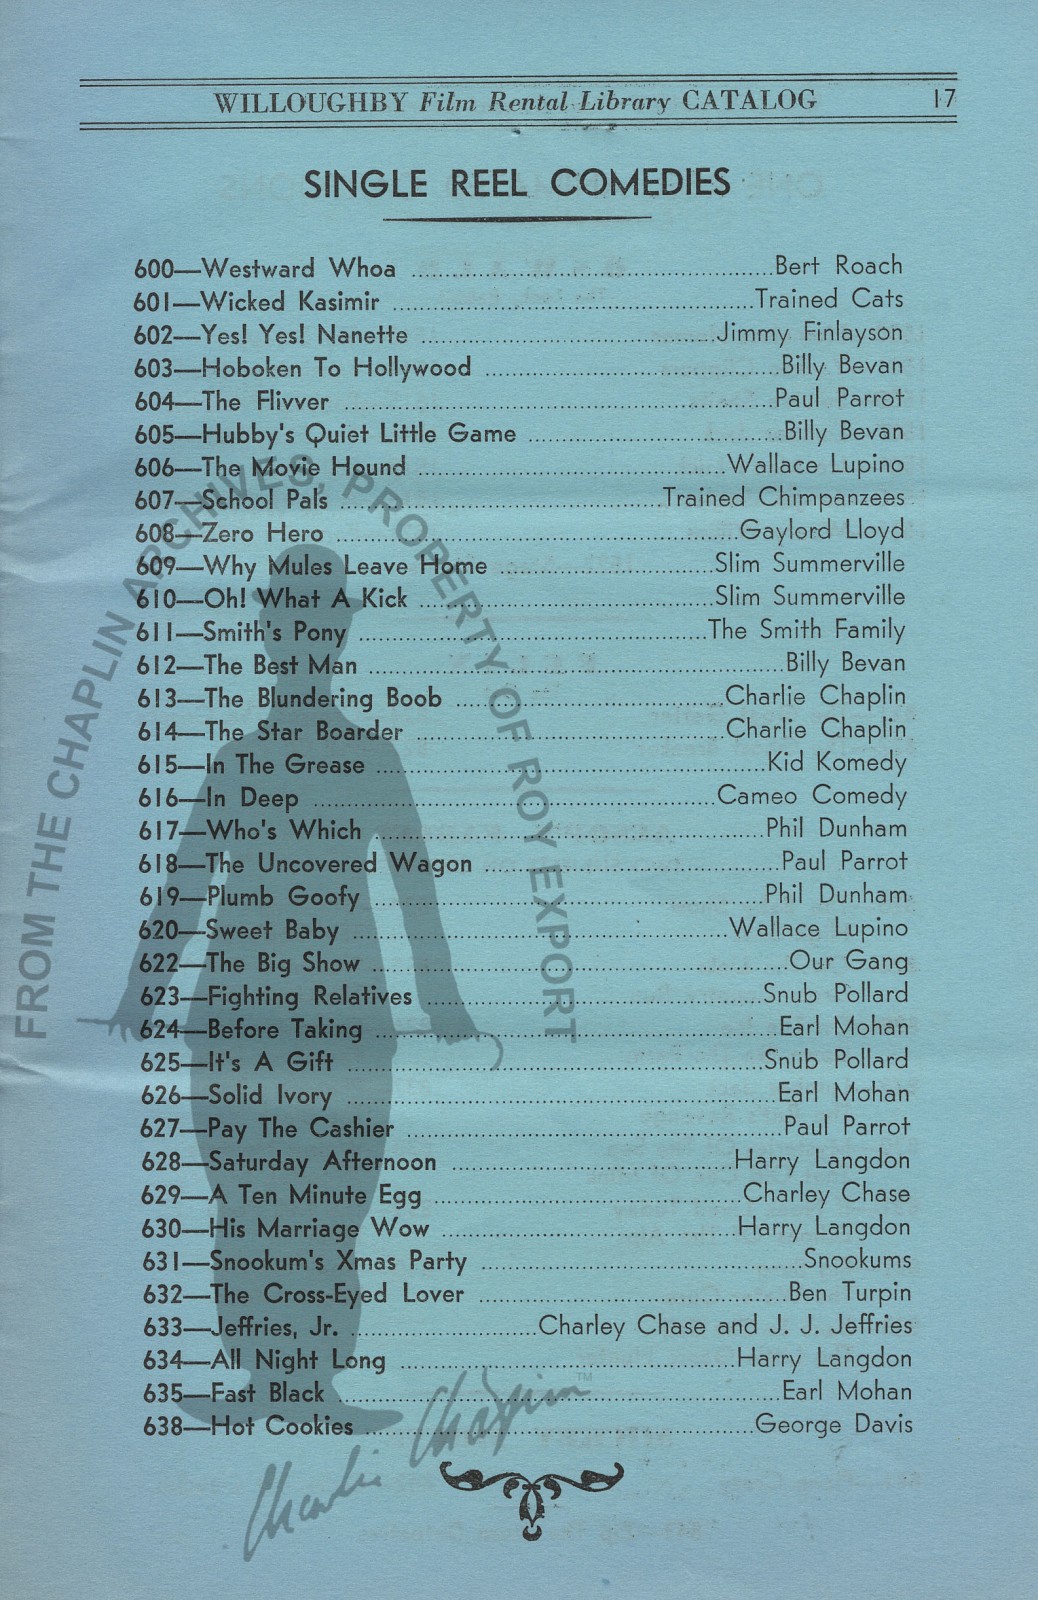 WILLOUGHBY Film Rental Library CATALOG 17
SINGLE REEL COMEDIES
600—Westward Whoa ........ Bert Roach
601—Wicked Kasimir ........ Trained Cats
602—Yes! Yes! Nanette ........ Jimmy Finlayson
603—Hoboken To Hollywood ........ Billy Bevan
604—The Flivver ........ Paul Parrot
605—Hubby's Quiet Little Game ........ Billy Bevan
606—The Movie Hound ........ Wallace Lupino
607—School Pals ........ Trained Chimpanzees
608—Zero Hero ........ Gaylord Lloyd
609—Why Mules Leave Home ........ Slim Summerville
610—Oh! What A Kick ........ Slim Summerville
611—Smith's Pony ........ The Smith Family
612—The Best Man ........ Billy Bevan
613—The Blundering Boob ........ Charlie Chaplin
614—The Star Boarder ........ Charlie Chaplin
615—In The Grease ........ Kid Komedy
616—In Deep ........ Cameo Comedy
617—Who's Which ........ Phil Dunham
618—The Uncovered Wagon ........ Paul Parrot
619—Plumb Goofy ........ Phil Dunham
620—Sweet Baby ........ Wallace Lupino
622—The Big Show ........ Our Gang
623—Fighting Relatives ........ Snub Pollard
624—Before Taking ........ Earl Mohan
625—It's A Gift ........ Snub Pollard
626—Solid Ivory ........ Earl Mohan
627—Pay The Cashier ........ Paul Parrot
628—Saturday Afternoon ........ Harry Langdon
629—A Ten Minute Egg ........ Charley Chase
630—His Marriage Wow ........ Harry Langdon
631—Snookum's Xmas Party ........ Snookums
632—The Cross-Eyed Lover ........ Ben Turpin
633—Jeffries, Jr. ........ Charley Chase and J. J. Jeffries
634—All Night Long ........ Harry Langdon
635—Fast Black ........ Earl Mohan
638—Hot Cookies ........ George Davis
FROM THE CHAPLIN ARCHIVES, PROPERTY OF ROY EXPORT
Charlie Chaplin™